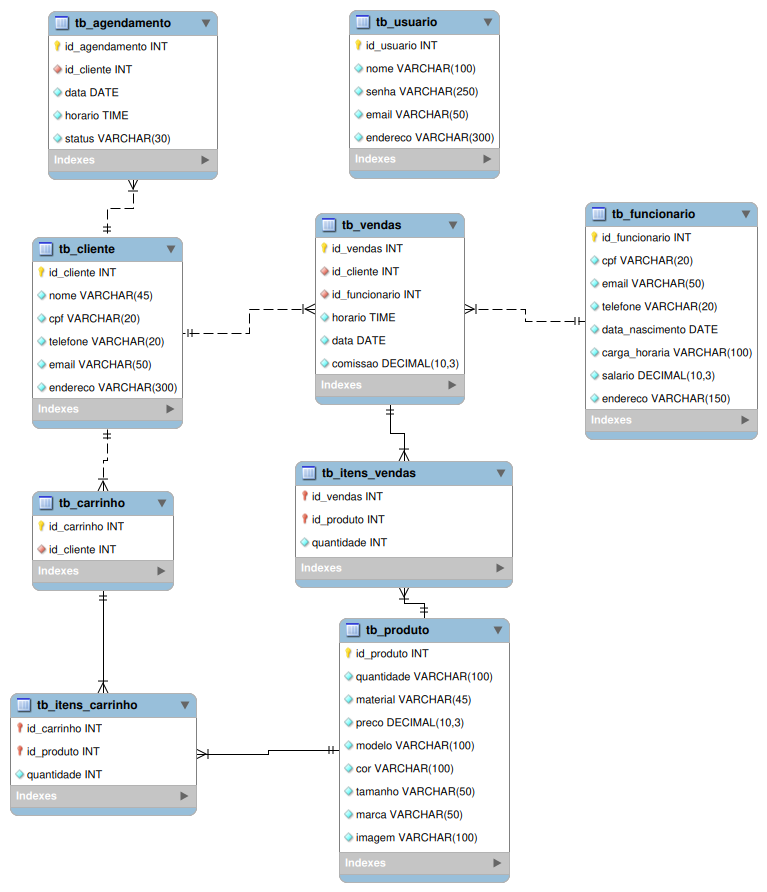 tb_agendamento
id_agendamento INT
id_cliente INT
data DATE
horario TIME
status VARCHAR(30)
Indexes
tb_usuario
id_usuario INT
nome VARCHAR(100)
senha VARCHAR(250)
email VARCHAR(50)
endereco VARCHAR(300)
Indexes
tb_cliente
id_cliente INT
nome VARCHAR(45)
cpf VARCHAR(20)
telefone VARCHAR(20)
email VARCHAR(50)
endereco VARCHAR(300)
Indexes
tb_vendas
id_vendas INT
id_cliente INT
id_funcionario INT
horario TIME
data DATE
comissao DECIMAL(10,3)
Indexes
tb_funcionario
id_funcionario INT
cpf VARCHAR(20)
email VARCHAR(50)
telefone VARCHAR(20)
data_nascimento DATE
carga_horaria VARCHAR(100)
salario DECIMAL(10,3)
endereco VARCHAR(150)
Indexes
tb_carrinho
id_carrinho INT
id_cliente INT
Indexes
tb_itens_vendas
id_vendas INT
id_produto INT
quantidade INT
Indexes
tb_itens_carrinho
id_carrinho INT
id_produto INT
quantidade INT
Indexes
tb_produto
id_produto INT
quantidade VARCHAR(100)
material VARCHAR(45)
preco DECIMAL(10,3)
modelo VARCHAR(100)
cor VARCHAR(100)
tamanho VARCHAR(50)
marca VARCHAR(50)
imagem VARCHAR(100)
Indexes